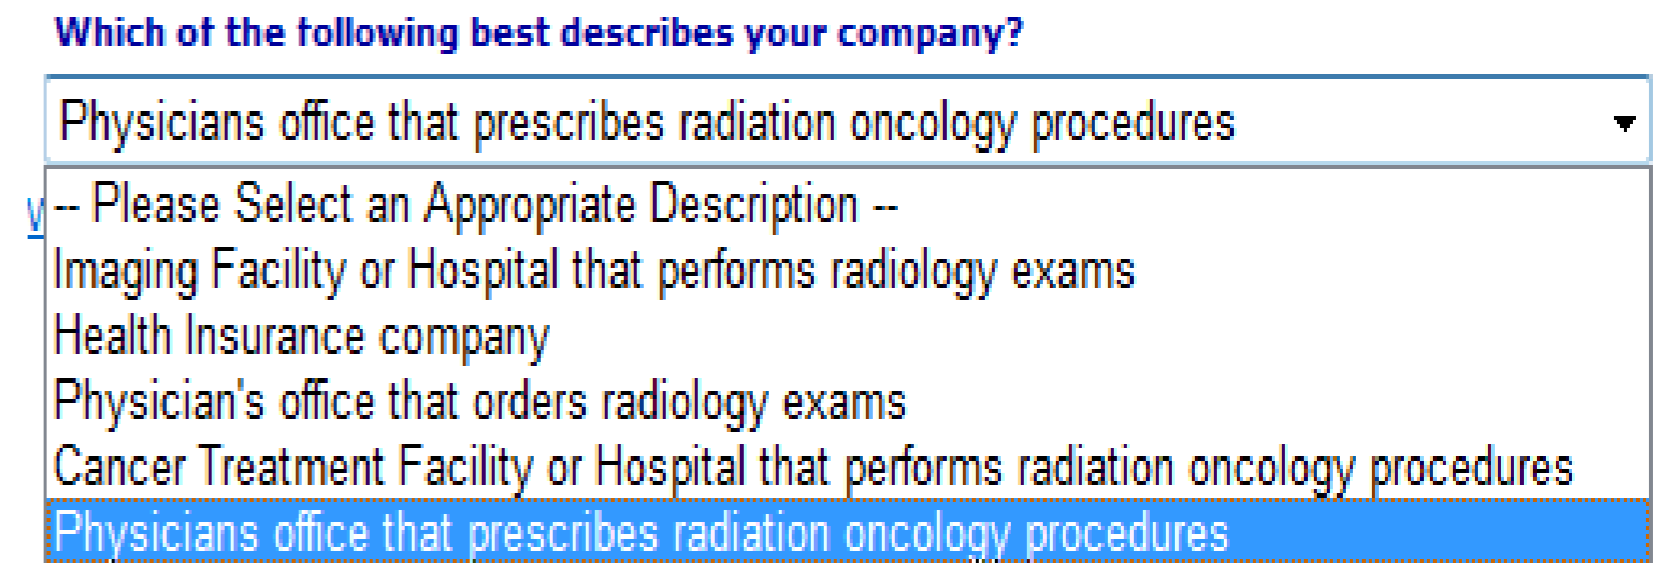 Which of the following best describes your company?
Physicians office that prescribes radiation oncology procedures
-- Please Select an Appropriate Description --
Imaging Facility or Hospital that performs radiology exams
Health Insurance company
Physician's office that orders radiology exams
Cancer Treatment Facility or Hospital that performs radiation oncology procedures
Physicians office that prescribes radiation oncology procedures